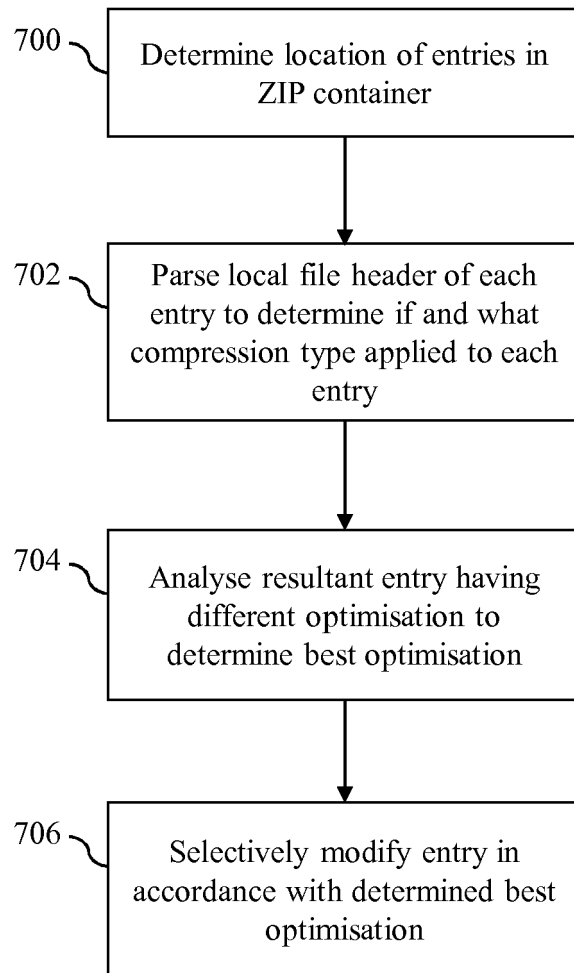 700
Determine location of entries in
ZIP container
702
Parse local file header of each
entry to determine if and what
compression type applied to each
entry
704
Analyse resultant entry having
different optimisation to
determine best optimisation
706
Selectively modify entry in
accordance with determined best
optimisation